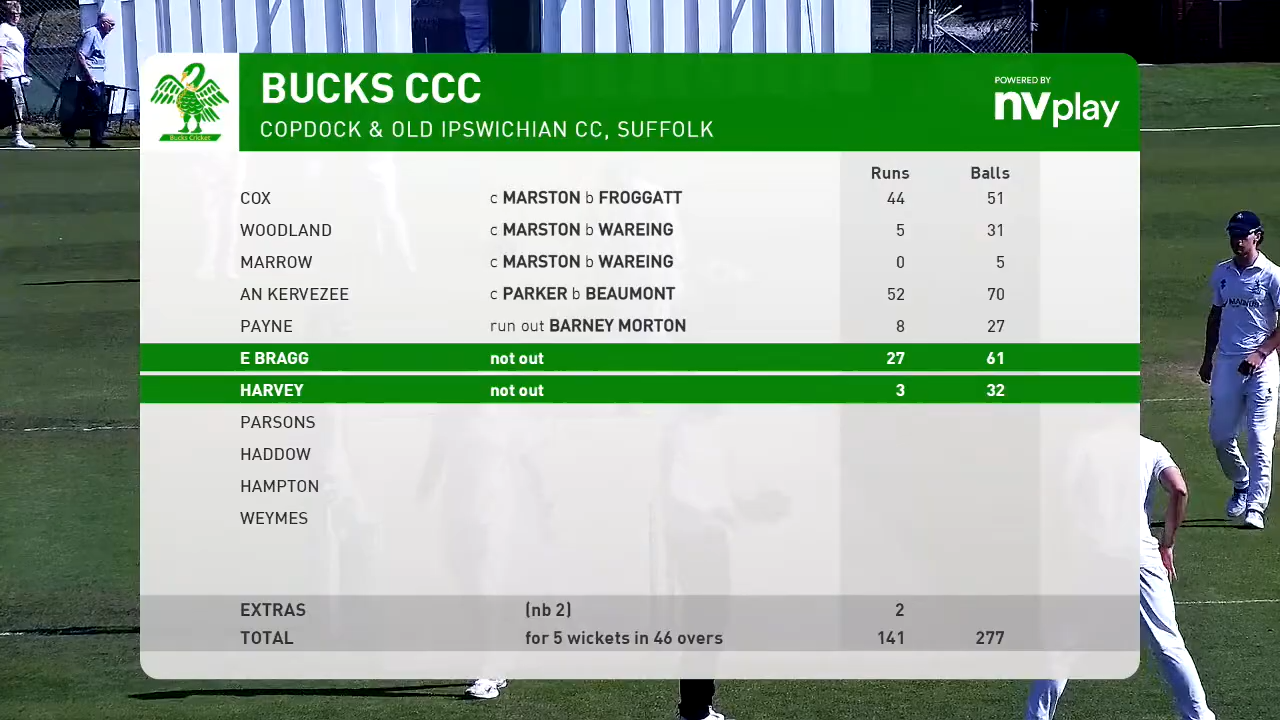 BUCKS CCC
COPDOCK & OLD IPSWICHIAN CC, SUFFOLK
POWERED BY
nvplay
Bucks Cricket
Runs Balls
COX c MARSTON b FROGGATT 44 51
WOODLAND c MARSTON b WAREING 5 31
MARROW c MARSTON b WAREING 0 5
AN KERVEZEE c PARKER b BEAUMONT 52 70
PAYNE run out BARNEY MORTON 8 27
E BRAGG not out 27 61
HARVEY not out 3 32
PARSONS
HADDOW
HAMPTON
WEYMES
EXTRAS (nb 2) 2
TOTAL for 5 wickets in 46 overs 141 277